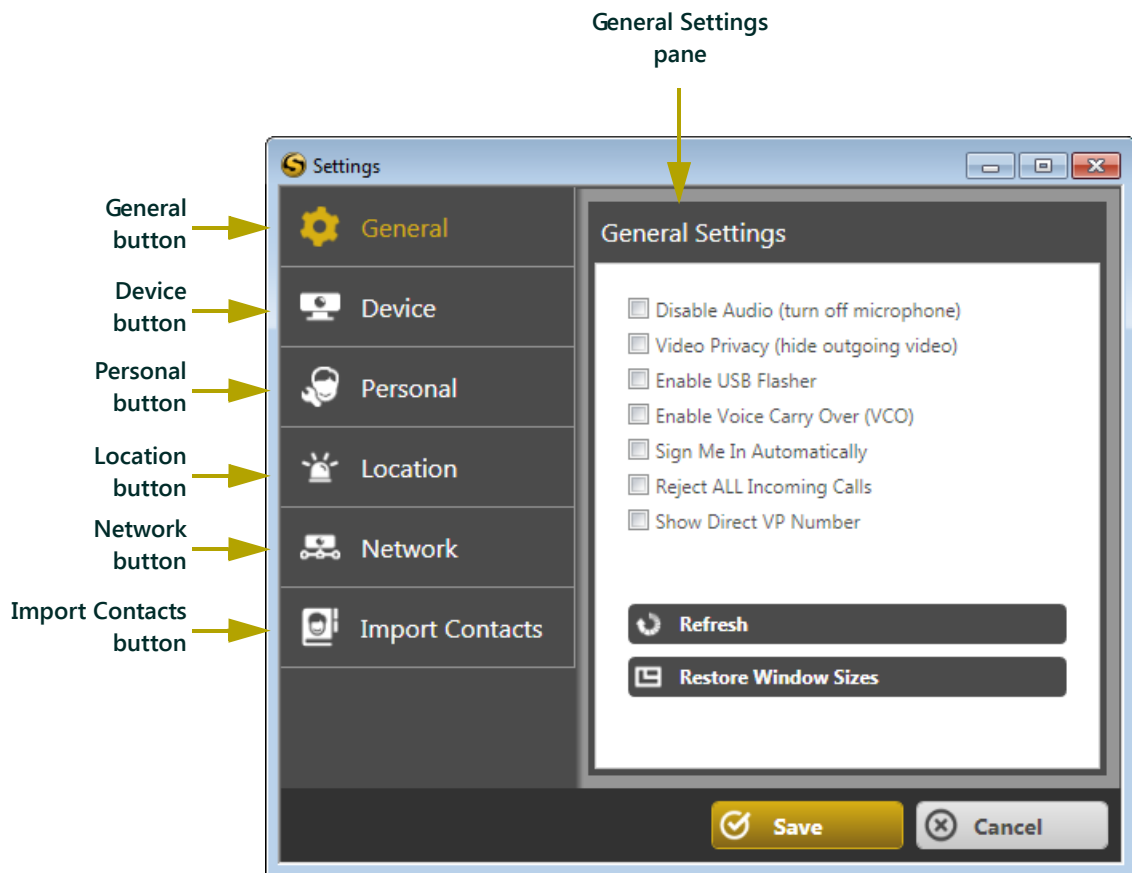 General Settings
pane
Settings
General
button
General
General Settings
Device
button
Device
Disable Audio (turn off microphone)
Video Privacy (hide outgoing video)
Personal
button
Personal
Enable USB Flasher
Enable Voice Carry Over (VCO)
Location
button
Location
Sign Me In Automatically
Reject ALL Incoming Calls
Network
button
Network
Show Direct VP Number
Import Contacts
button
Import Contacts
Refresh
Restore Window Sizes
Save
Cancel